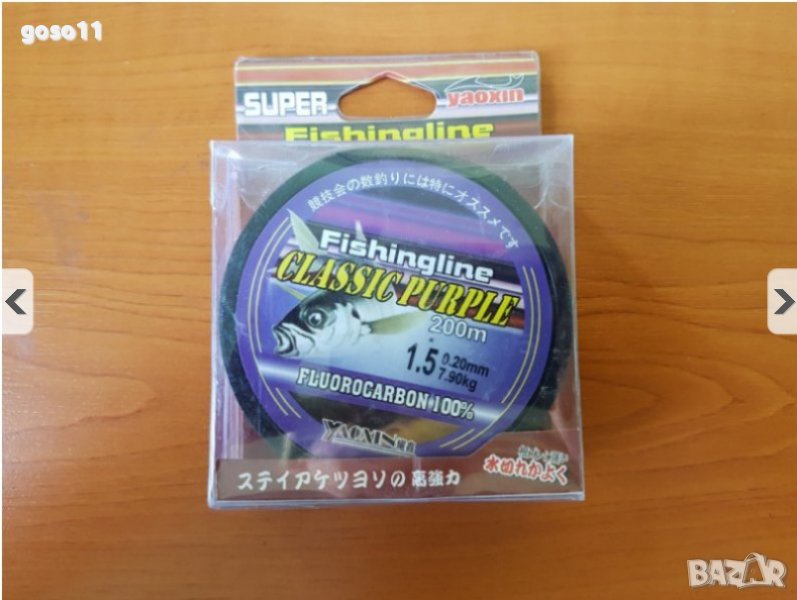 goso11
SUPER
yaoxin
Fishingline
競技会の数釣りには特にオススメです
Fishingline
CLASSIC PURPLE
200m
1.5
0.20mm
7.90kg
FLUOROCARBON 100%
YAOXIN
ステイアケツヨリの 高強力
水切れがよく
BAZAR